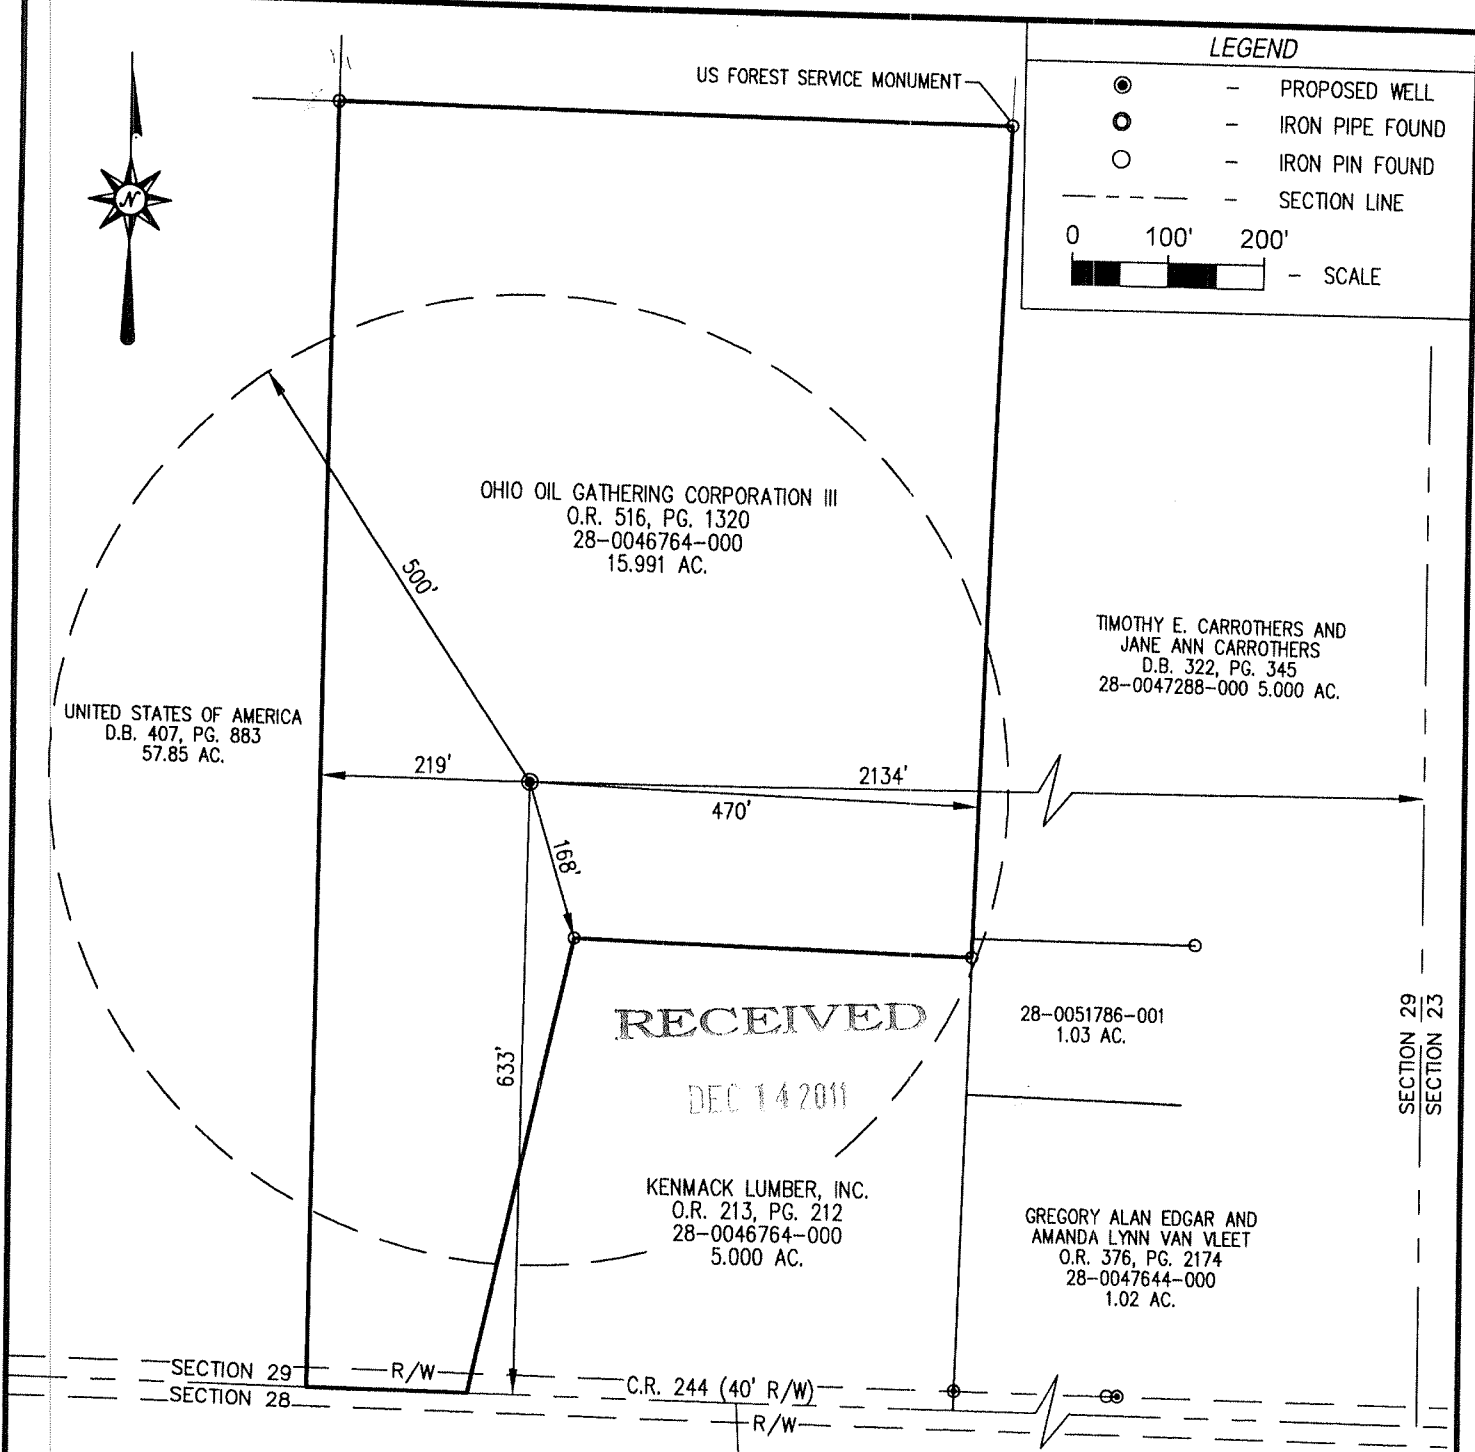 US FOREST SERVICE MONUMENT
LEGEND
– PROPOSED WELL
– IRON PIPE FOUND
– IRON PIN FOUND
– SECTION LINE
0 100' 200'
– SCALE
N
OHIO OIL GATHERING CORPORATION III
O.R. 516, PG. 1320
28-0046764-000
15.991 AC.
500'
TIMOTHY E. CARROTHERS AND
JANE ANN CARROTHERS
D.B. 322, PG. 345
28-0047288-000 5.000 AC.
UNITED STATES OF AMERICA
D.B. 407, PG. 883
57.85 AC.
219'
2134'
470'
168'
633'
RECEIVED
DEC 14 2011
28-0051786-001
1.03 AC.
SECTION 29
SECTION 23
KENMACK LUMBER, INC.
O.R. 213, PG. 212
28-0046764-000
5.000 AC.
GREGORY ALAN EDGAR AND
AMANDA LYNN VAN VLEET
O.R. 376, PG. 2174
28-0047644-000
1.02 AC.
SECTION 29
R/W
SECTION 28
C.R. 244 (40' R/W)
R/W